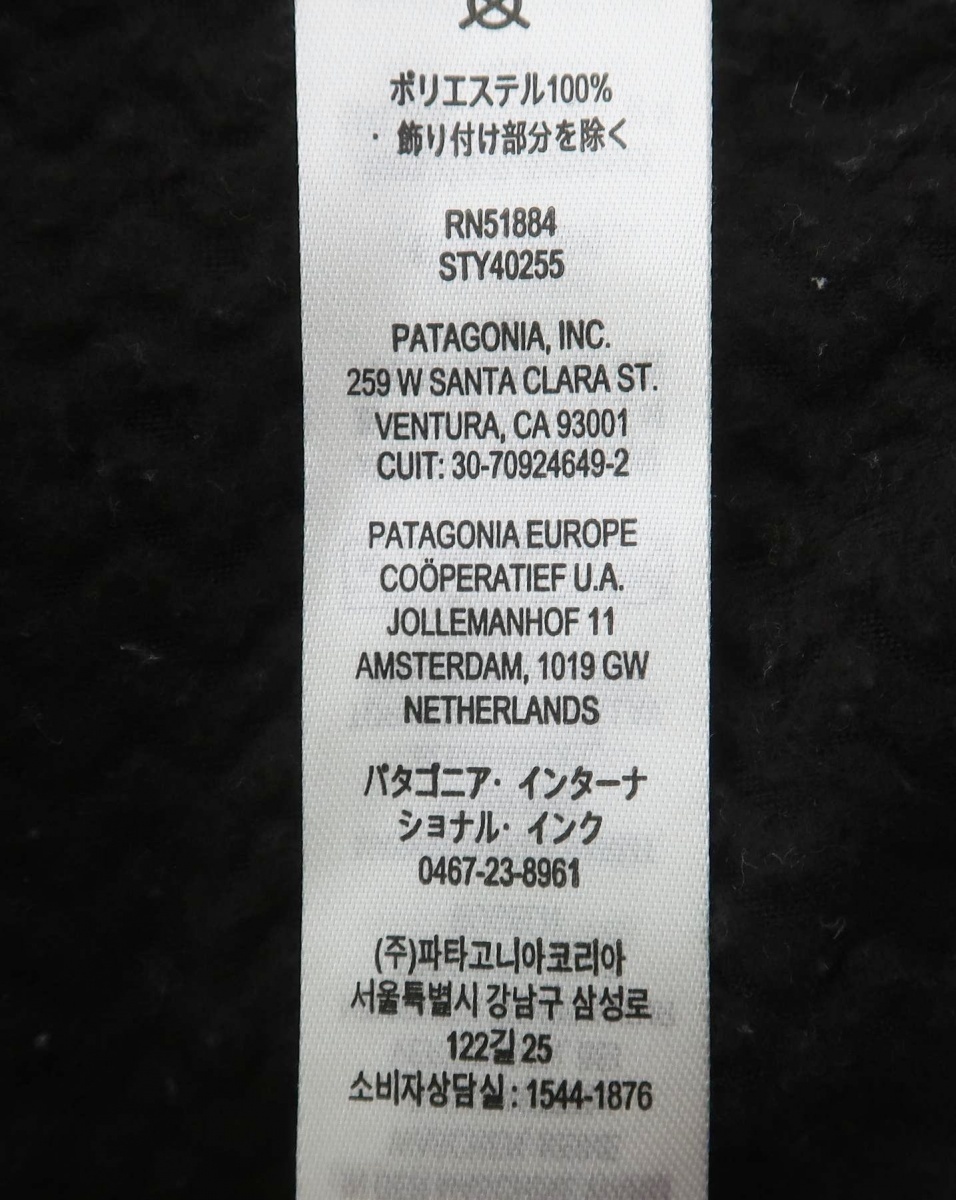 ポリエステル100%
・飾り付け部分を除く
RN51884
STY40255
PATAGONIA, INC.
259 W SANTA CLARA ST.
VENTURA, CA 93001
CUIT: 30-70924649-2
PATAGONIA EUROPE
COÖPERATIEF U.A.
JOLLEMANHOF 11
AMSTERDAM, 1019 GW
NETHERLANDS
パタゴニア・インターナ
ショナル・インク
0467-23-8961
(주)파타고니아코리아
서울특별시 강남구 삼성로
122길 25
소비자상담실 : 1544-1876